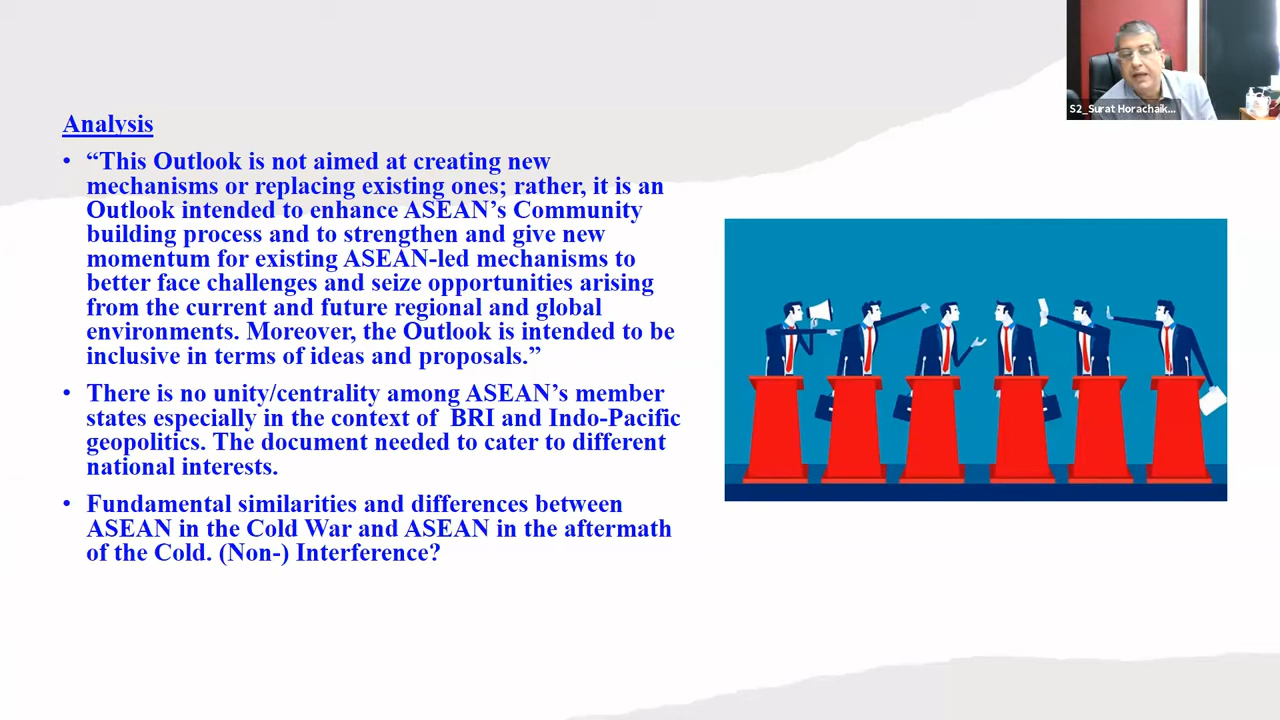 S2_Surat Horachaik...
Analysis
• “This Outlook is not aimed at creating new
mechanisms or replacing existing ones; rather, it is an
Outlook intended to enhance ASEAN’s Community
building process and to strengthen and give new
momentum for existing ASEAN-led mechanisms to
better face challenges and seize opportunities arising
from the current and future regional and global
environments. Moreover, the Outlook is intended to be
inclusive in terms of ideas and proposals.”
• There is no unity/centrality among ASEAN’s member
states especially in the context of BRI and Indo-Pacific
geopolitics. The document needed to cater to different
national interests.
• Fundamental similarities and differences between
ASEAN in the Cold War and ASEAN in the aftermath
of the Cold. (Non-) Interference?